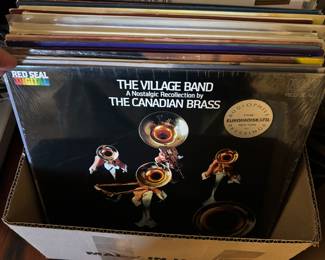 RED SEAL
DIGITAL
THE VILLAGE BAND
A Nostalgic Recollection by
THE CANADIAN BRASS